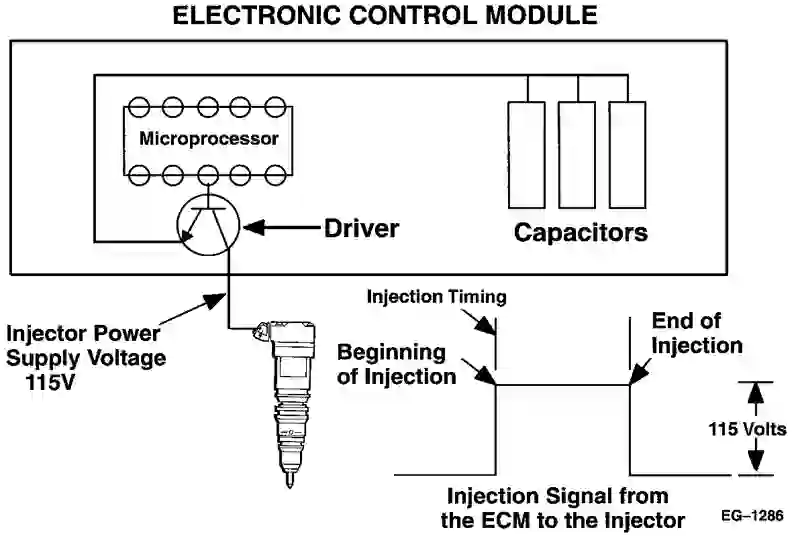 ELECTRONIC CONTROL MODULE
Microprocessor
Driver
Capacitors
Injector Power
Supply Voltage
115V
Injection Timing
Beginning
of Injection
End of
Injection
115 Volts
Injection Signal from
the ECM to the Injector
EG–1286